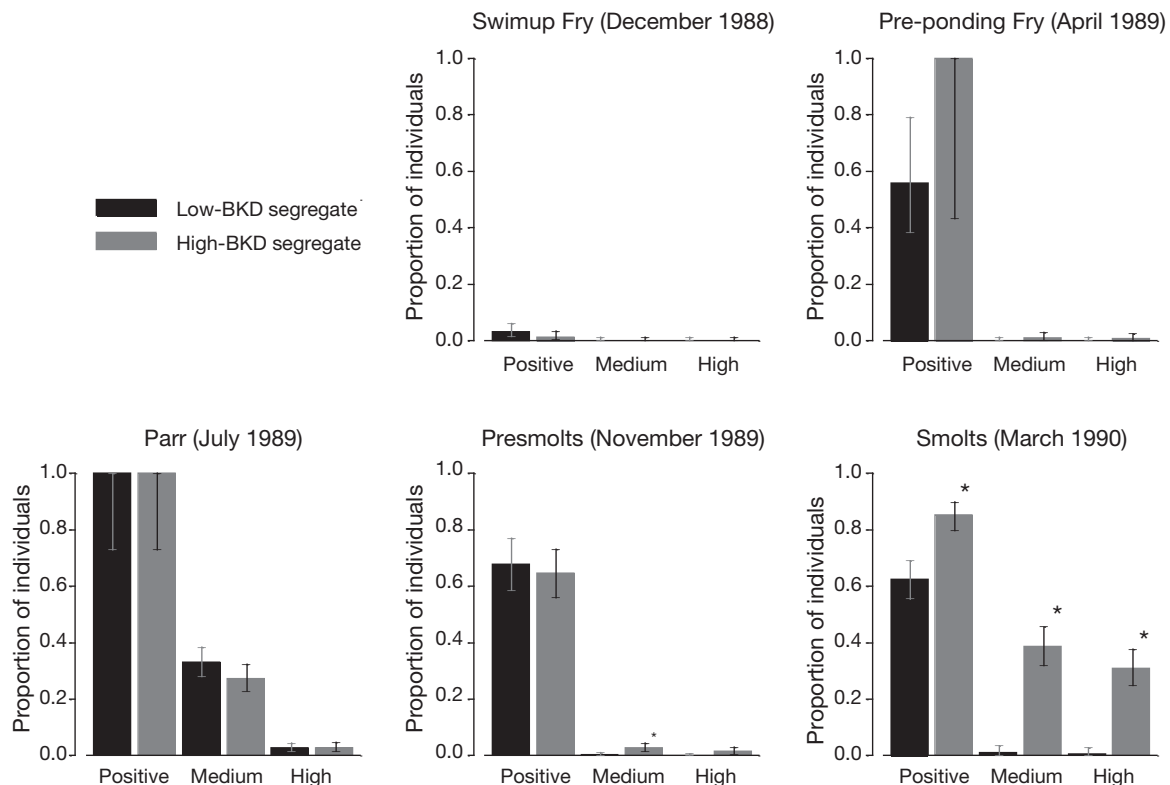 Swimup Fry (December 1988)
Pre-ponding Fry (April 1989)
Low-BKD segregate
High-BKD segregate
Proportion of individuals
1.0
0.8
0.6
0.4
0.2
0.0
Positive Medium High
Proportion of individuals
1.0
0.8
0.6
0.4
0.2
0.0
Positive Medium High
Parr (July 1989)
Presmolts (November 1989)
Smolts (March 1990)
Proportion of individuals
1.0
0.8
0.6
0.4
0.2
0.0
Positive Medium High
Proportion of individuals
1.0
0.8
0.6
0.4
0.2
0.0
*
Positive Medium High
Proportion of individuals
1.0
0.8
0.6
0.4
0.2
0.0
*
*
*
Positive Medium High